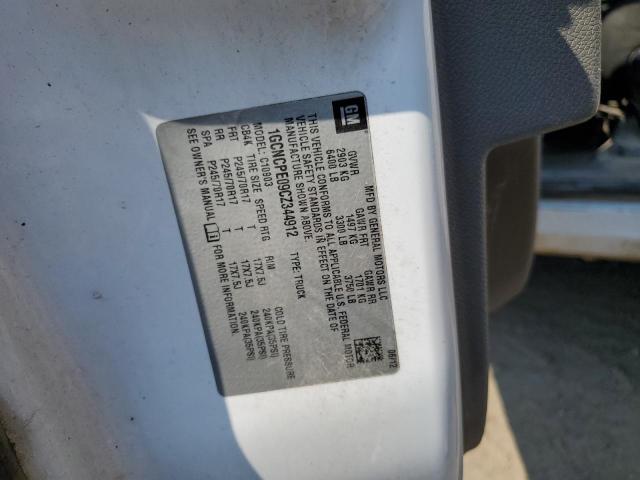 GM
MFD BY GENERAL MOTORS LLC
06/12
GVWR GAWR FRT GAWR RR
2903 KG 1497 KG 1701 KG
6400 LB 3300 LB 3750 LB
THIS VEHICLE CONFORMS TO ALL APPLICABLE U.S. FEDERAL MOTOR
VEHICLE SAFETY STANDARDS IN EFFECT ON THE DATE OF
MANUFACTURE SHOWN ABOVE.
1GCNCPE09CZ344912 TYPE: TRUCK
MODEL: C10903
CB4K TIRE SIZE SPEED RTG RIM COLD TIRE PRESSURE
FRT P245/70R17 T 17X7.5J 240KPA(35PSI)
RR P245/70R17 T 17X7.5J 240KPA(35PSI)
SPA P245/70R17 T 17X7.5J 240KPA(35PSI)
SEE OWNER'S MANUAL FOR MORE INFORMATION.